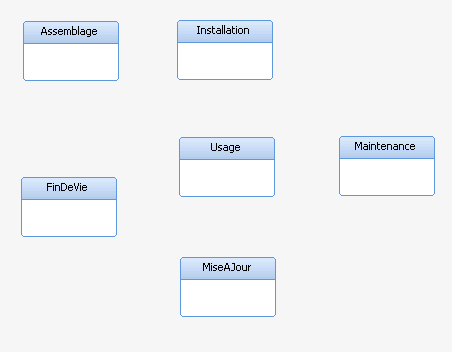 Assemblage
Installation
Usage
Maintenance
FinDeVie
MiseAJour